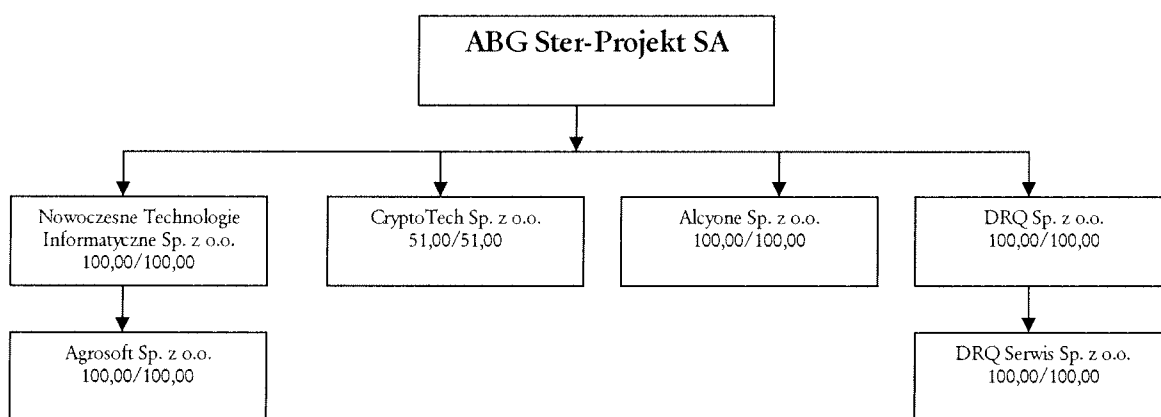 ABG Ster-Projekt SA
Nowoczesne Technologie
Informatyczne Sp. z o.o.
100,00/100,00
CryptoTech Sp. z o.o.
51,00/51,00
Alcyone Sp. z o.o.
100,00/100,00
DRQ Sp. z o.o.
100,00/100,00
Agrosoft Sp. z o.o.
100,00/100,00
DRQ Serwis Sp. z o.o.
100,00/100,00